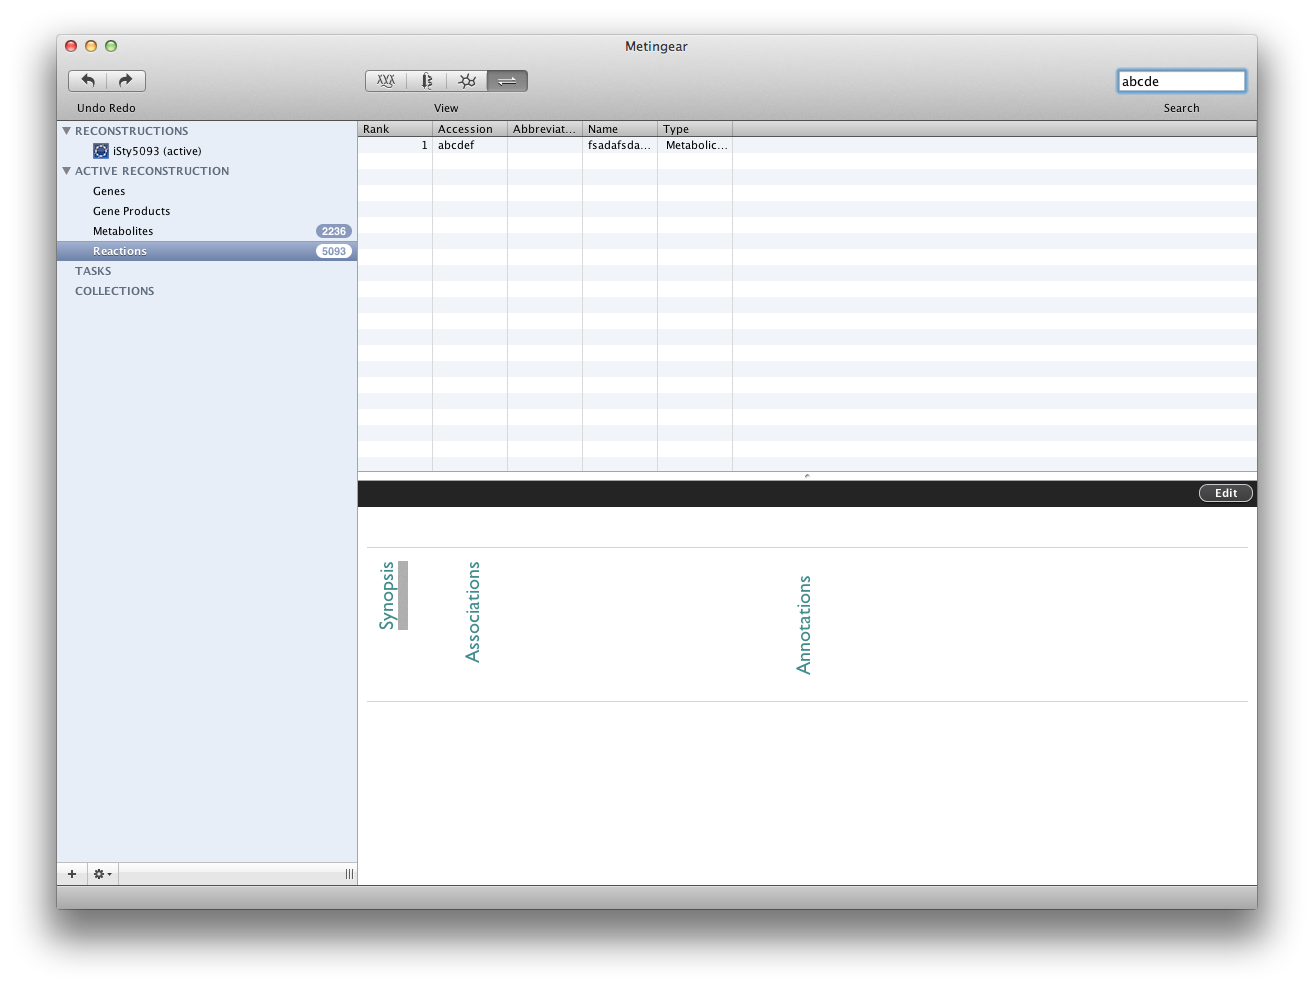 Metingear
abcde
Undo Redo
View
Search
RECONSTRUCTIONS
iSty5093 (active)
ACTIVE RECONSTRUCTION
Genes
Gene Products
Metabolites 2236
Reactions 5093
TASKS
COLLECTIONS
Rank Accession Abbreviat... Name Type
1 abcdef fsadafsda... Metabolic...
Edit
Synopsis
Associations
Annotations